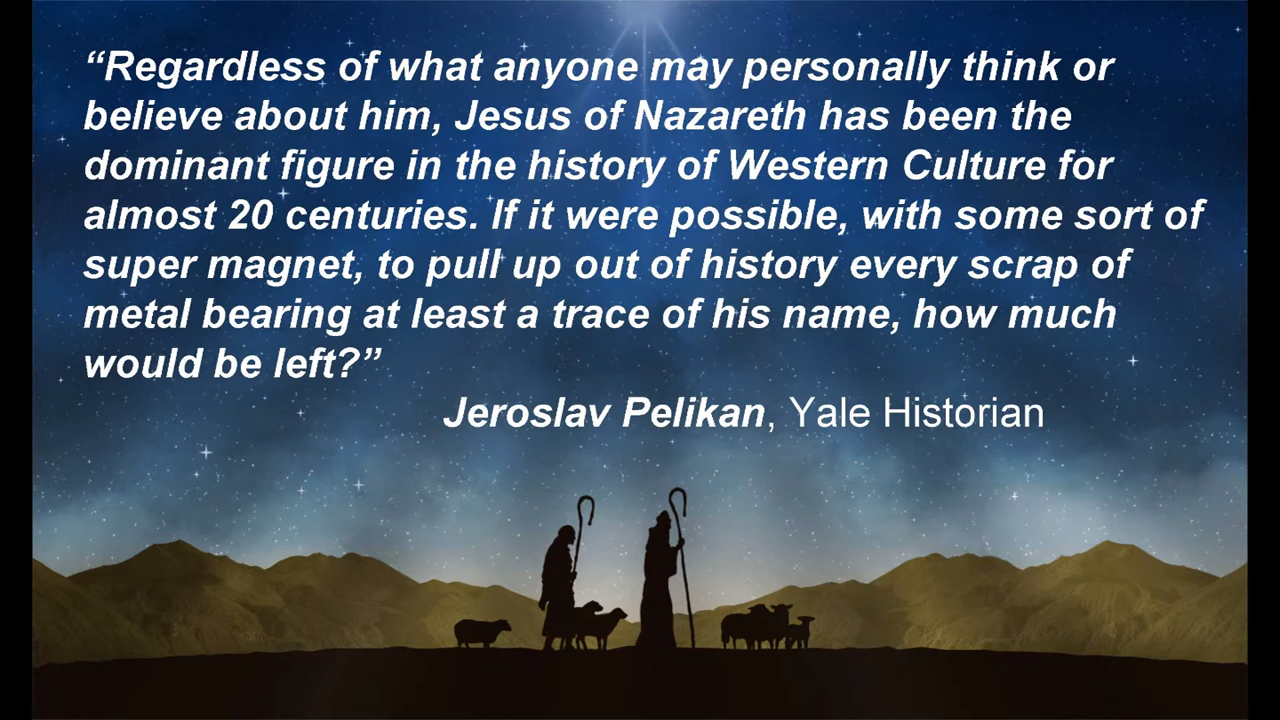 “Regardless of what anyone may personally think or
believe about him, Jesus of Nazareth has been the
dominant figure in the history of Western Culture for
almost 20 centuries. If it were possible, with some sort of
super magnet, to pull up out of history every scrap of
metal bearing at least a trace of his name, how much
would be left?”
Jeroslav Pelikan, Yale Historian